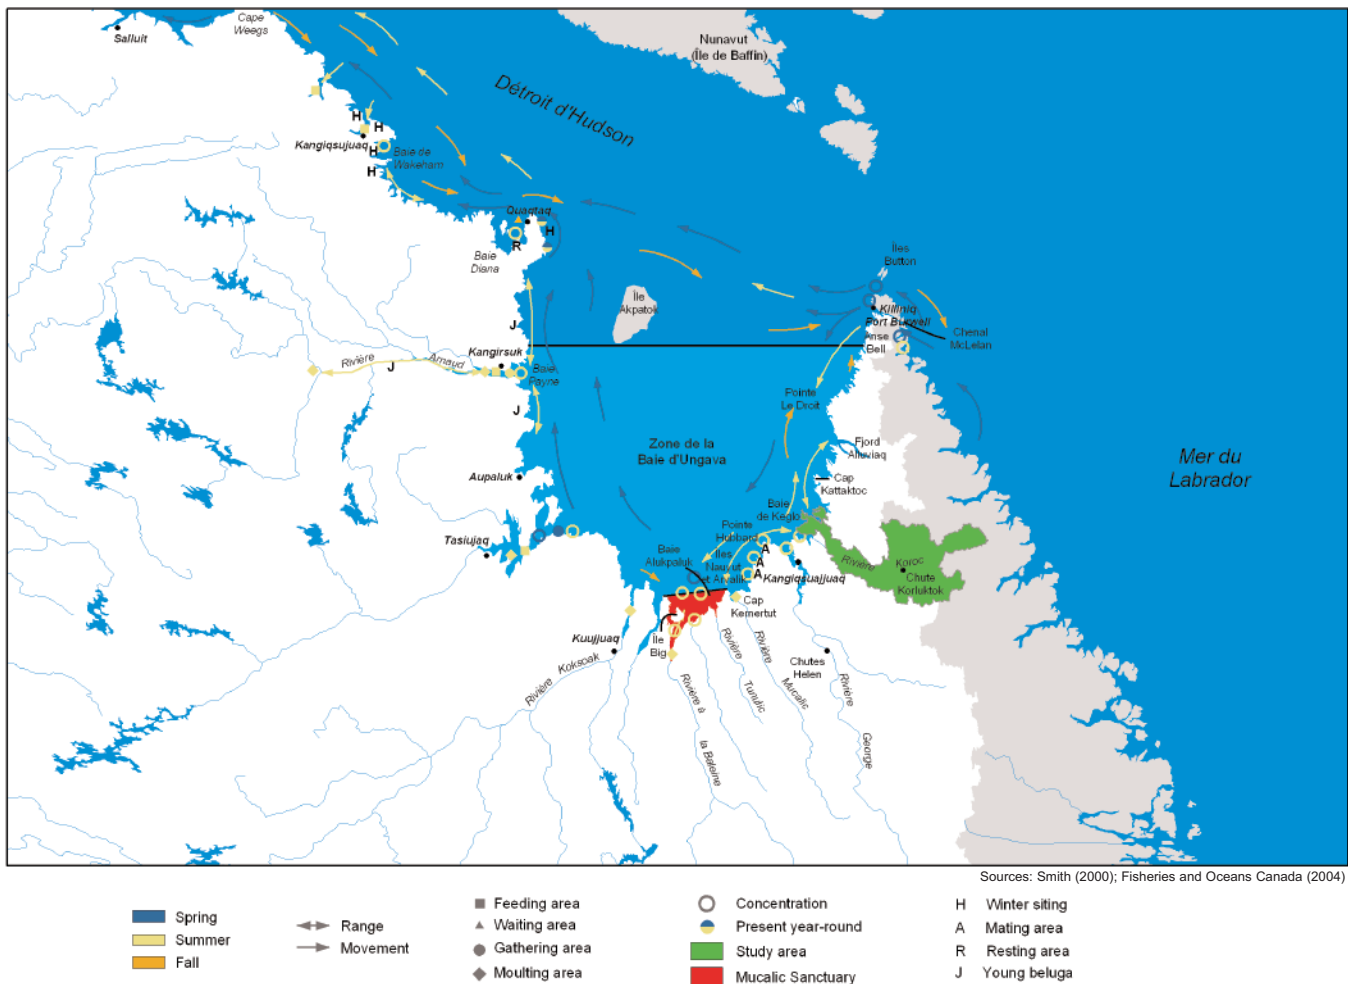 Cape
Weegs
Salluit
Nunavut
(Île de Baffin)
Détroit d'Hudson
H
H
Kangiqsujuaq
H
Baie de
Wakeham
H
Quaqtaq
H
R
Baie
Diana
Îles
Button
Île
Akpatok
Killiniq
Port Burwell
Chenal
McLelan
Anse
Bell
J
Kangirsuk
Rivière
Arnaud
J
Baie
Payne
Pointe
Le Droit
J
Zone de la
Baie d'Ungava
Fjord
Alluviaq
Mer du
Labrador
Aupaluk
Cap
Kattaktoc
Baie
de Keglo
Pointe
Hubbard
Tasiujaq
A
Baie
Alukpaluk
Iles
Nauvut
et Arvalik
A
A
Kangiqsualujjuaq
Rivière
Koroc
Chute
Korluktok
Cap
Kernertut
Kuujjuaq
Île
Big
Chutes
Helen
Rivière
Koksoak
Rivière à
la Baleine
Rivière
Tunulic
Rivière
Mucalic
Rivière
George
Sources: Smith (2000); Fisheries and Oceans Canada (2004)
Spring
Summer
Fall
Range
Movement
Feeding area
Waiting area
Gathering area
Moulting area
Concentration
Present year-round
Study area
Mucalic Sanctuary
H Winter siting
A Mating area
R Resting area
J Young beluga